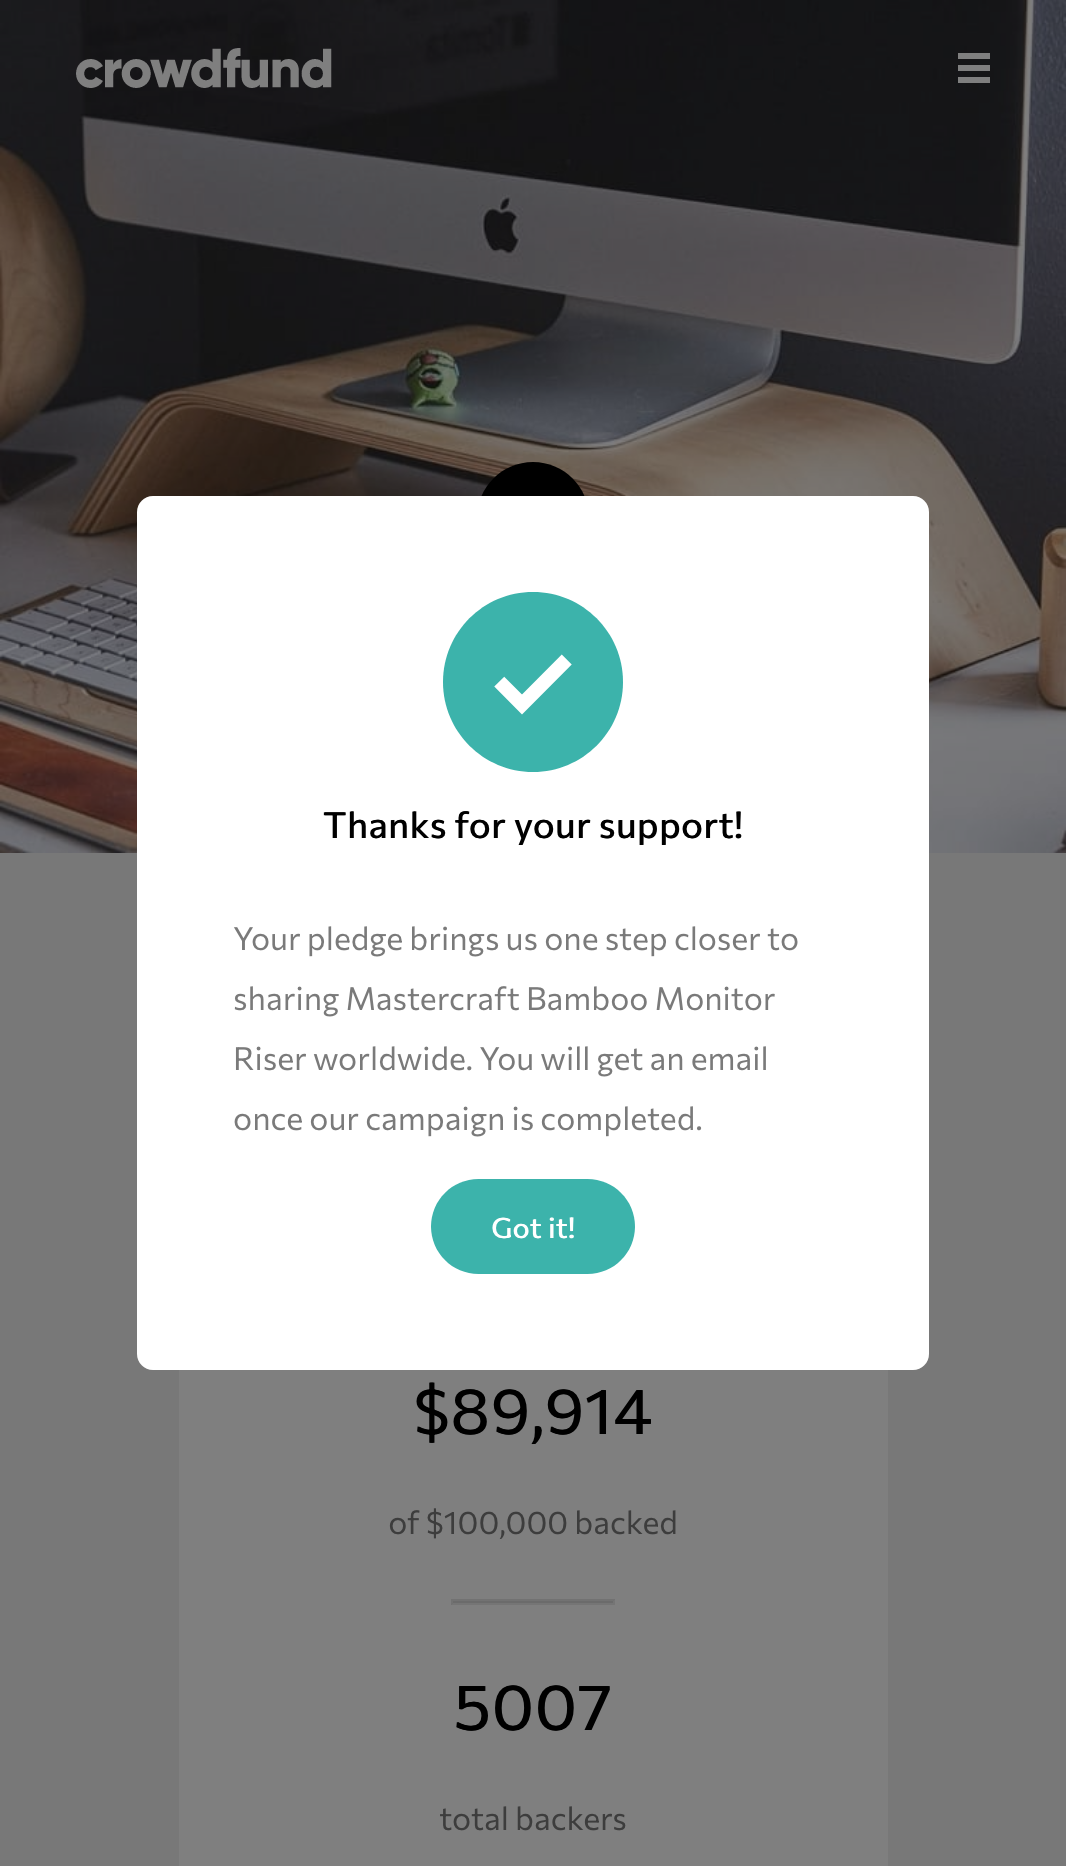 crowdfund
Thanks for your support!
Your pledge brings us one step closer to
sharing Mastercraft Bamboo Monitor
Riser worldwide. You will get an email
once our campaign is completed.
Got it!
$89,914
of $100,000 backed
5007
total backers